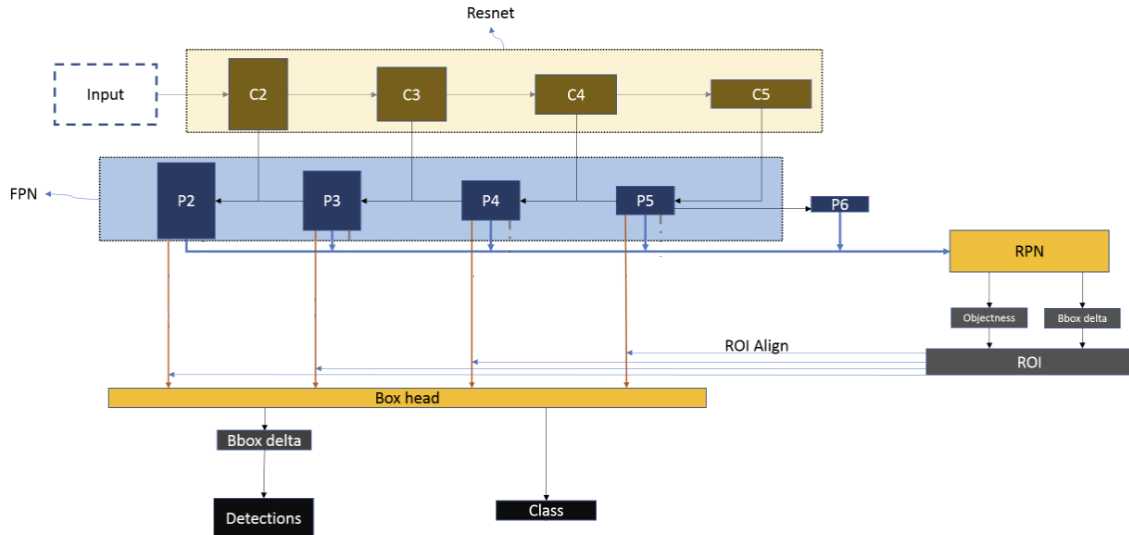 Resnet
Input
C2
C3
C4
C5
FPN
P2
P3
P4
P5
P6
RPN
Objectness
Bbox delta
ROI Align
ROI
Box head
Bbox delta
Detections
Class